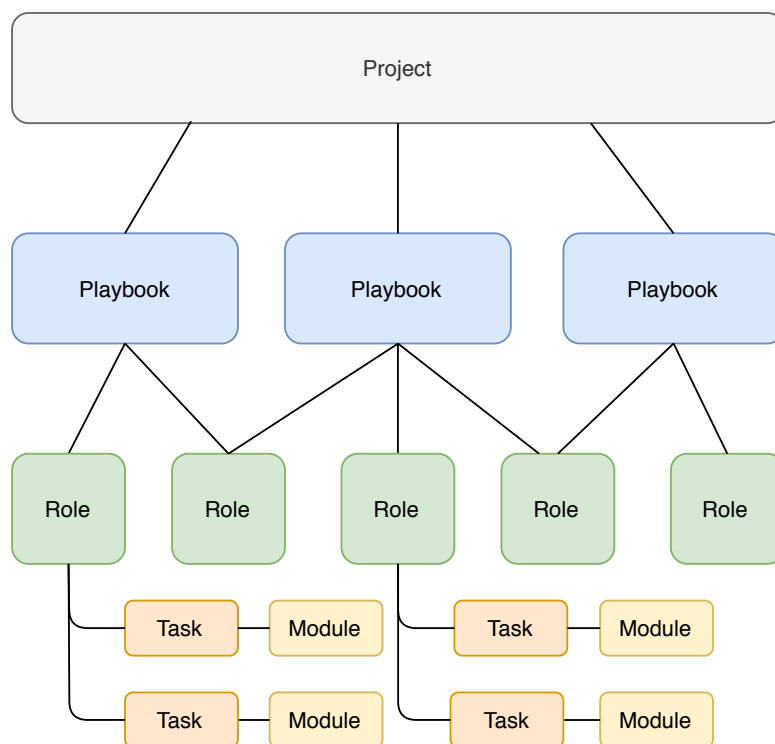 Project
Playbook
Playbook
Playbook
Role
Role
Role
Role
Role
Task
Module
Task
Module
Task
Module
Task
Module